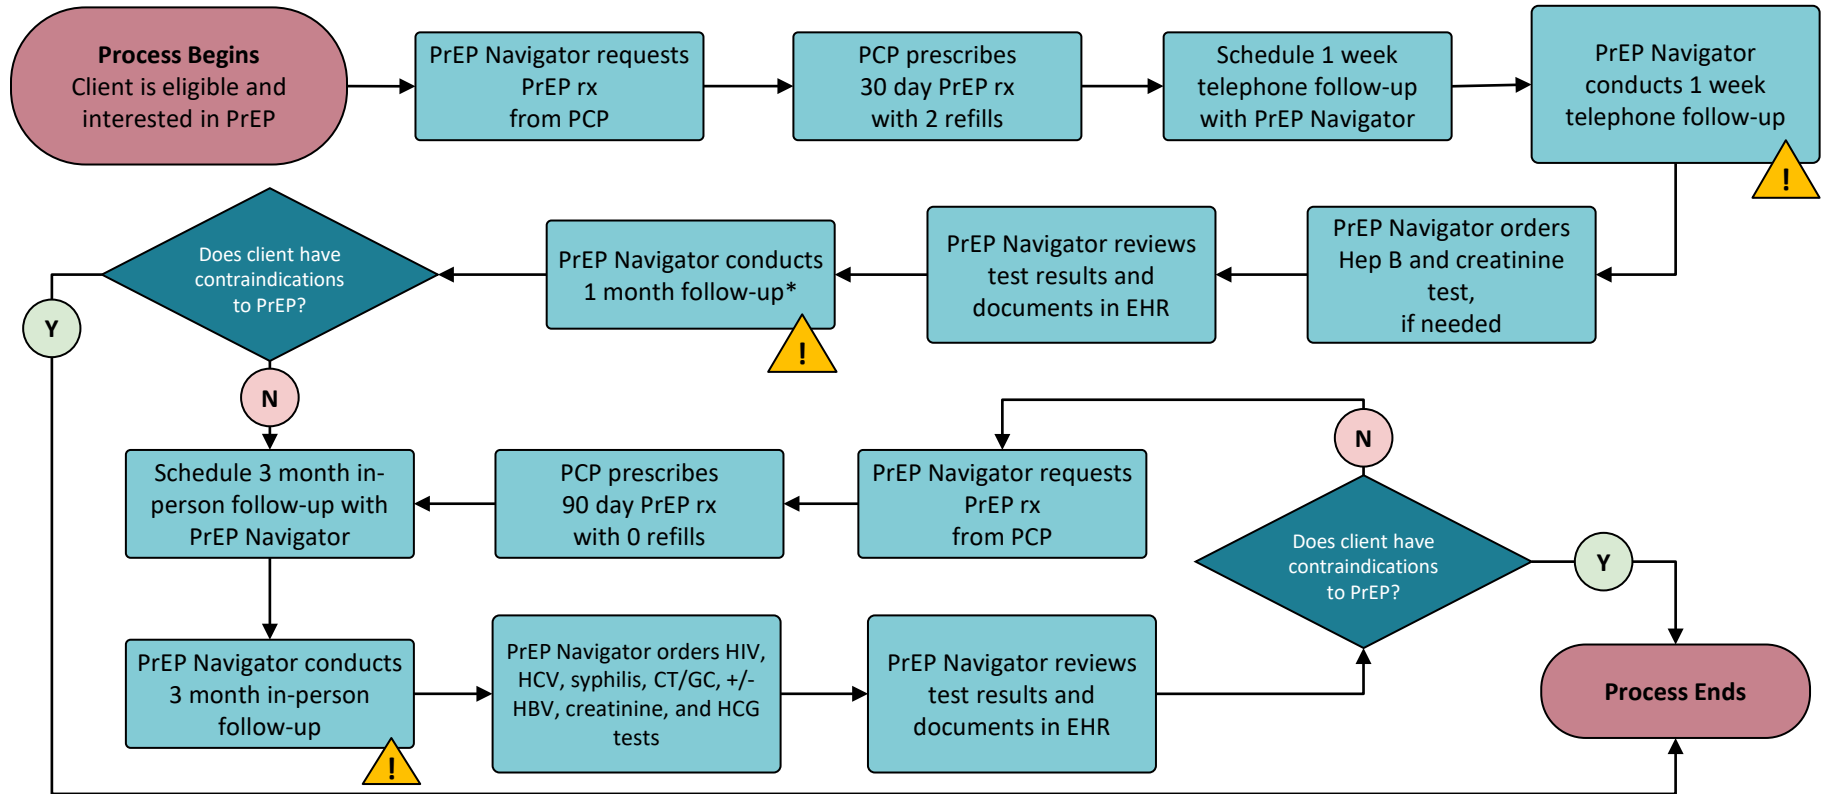 Process Begins
Client is eligible and
interested in PrEP
PrEP Navigator requests
PrEP rx
from PCP
PCP prescribes
30 day PrEP rx
with 2 refills
Schedule 1 week
telephone follow-up
with PrEP Navigator
PrEP Navigator
conducts 1 week
telephone follow-up
!
PrEP Navigator orders
Hep B and creatinine
test,
if needed
PrEP Navigator reviews
test results and
documents in EHR
PrEP Navigator conducts
1 month follow-up*
!
Does client have
contraindications
to PrEP?
Y
N
Schedule 3 month in-
person follow-up with
PrEP Navigator
PCP prescribes
90 day PrEP rx
with 0 refills
PrEP Navigator requests
PrEP rx
from PCP
N
Does client have
contraindications
to PrEP?
Y
PrEP Navigator conducts
3 month in-person
follow-up
!
PrEP Navigator orders HIV,
HCV, syphilis, CT/GC, +/-
HBV, creatinine, and HCG
tests
PrEP Navigator reviews
test results and
documents in EHR
Process Ends